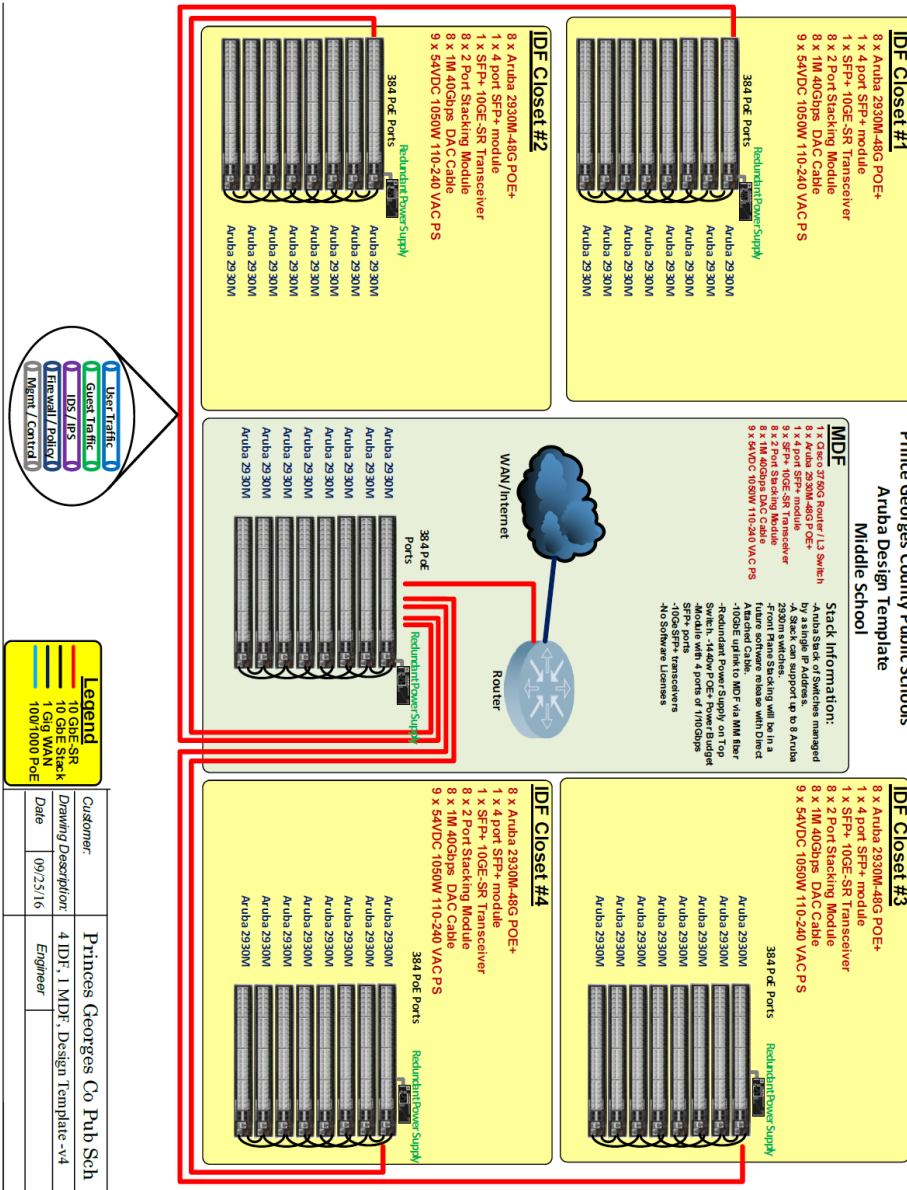 Prince Georges County Public Schools
Aruba Design Template
Middle School
IDF Closet #1
8 x Aruba 2930M-48G POE+
1 x 4 port SFP+ module
1 x SFP+ 10GE-SR Transceiver
8 x 2 Port Stacking Module
8 x 1M 40Gbps DAC Cable
9 x 54VDC 1050W 110-240 VAC PS
384 PoE Ports
Redundant Power Supply
Aruba 2930M
Aruba 2930M
Aruba 2930M
Aruba 2930M
Aruba 2930M
Aruba 2930M
Aruba 2930M
Aruba 2930M
MDF
1 x Cisco 3750G Router / L3 Switch
8 x Aruba 2930M-48G POE+
1 x 4 port SFP+ module
9 x SFP+ 10GE-SR Transceiver
8 x 2 Port Stacking Module
8 x 1M 40Gbps DAC Cable
9 x 54VDC 1050W 110-240 VAC PS
Stack Information:
-Aruba Stack of Switches managed
by a single IP Address.
-A Stack can support up to 8 Aruba
2930m switches.
-Front Plane Stacking will be in a
future software release with Direct
Attached Cable.
-10GbE uplink to MDF via MM fiber
-Redundant Power Supply on Top
Switch. -1440w POE+ Power Budget
-Module with 4 ports of 1/10Gbps
SFP+ ports
-10Ge SFP+ transceivers
-No Software Licenses
WAN/Internet
Router
384 PoE
Ports
Redundant Power Supply
Aruba 2930M
Aruba 2930M
Aruba 2930M
Aruba 2930M
Aruba 2930M
Aruba 2930M
Aruba 2930M
Aruba 2930M
IDF Closet #3
8 x Aruba 2930M-48G POE+
1 x 4 port SFP+ module
1 x SFP+ 10GE-SR Transceiver
8 x 2 Port Stacking Module
8 x 1M 40Gbps DAC Cable
9 x 54VDC 1050W 110-240 VAC PS
384 PoE Ports
Redundant Power Supply
Aruba 2930M
Aruba 2930M
Aruba 2930M
Aruba 2930M
Aruba 2930M
Aruba 2930M
Aruba 2930M
Aruba 2930M
IDF Closet #2
8 x Aruba 2930M-48G POE+
1 x 4 port SFP+ module
1 x SFP+ 10GE-SR Transceiver
8 x 2 Port Stacking Module
8 x 1M 40Gbps DAC Cable
9 x 54VDC 1050W 110-240 VAC PS
384 PoE Ports
Redundant Power Supply
Aruba 2930M
Aruba 2930M
Aruba 2930M
Aruba 2930M
Aruba 2930M
Aruba 2930M
Aruba 2930M
Aruba 2930M
IDF Closet #4
8 x Aruba 2930M-48G POE+
1 x 4 port SFP+ module
1 x SFP+ 10GE-SR Transceiver
8 x 2 Port Stacking Module
8 x 1M 40Gbps DAC Cable
9 x 54VDC 1050W 110-240 VAC PS
384 PoE Ports
Redundant Power Supply
Aruba 2930M
Aruba 2930M
Aruba 2930M
Aruba 2930M
Aruba 2930M
Aruba 2930M
Aruba 2930M
Aruba 2930M
User Traffic
Guest Traffic
IDS / IPS
Firewall / Policy
Mgmt / Control
Legend
10 GbE-SR
10 GbE Stack
1 Gig WAN
100/1000 PoE
Customer: Princes Georges Co Pub Sch
Drawing Description: 4 IDF, 1 MDF, Design Template -v4
Date 09/25/16 Engineer